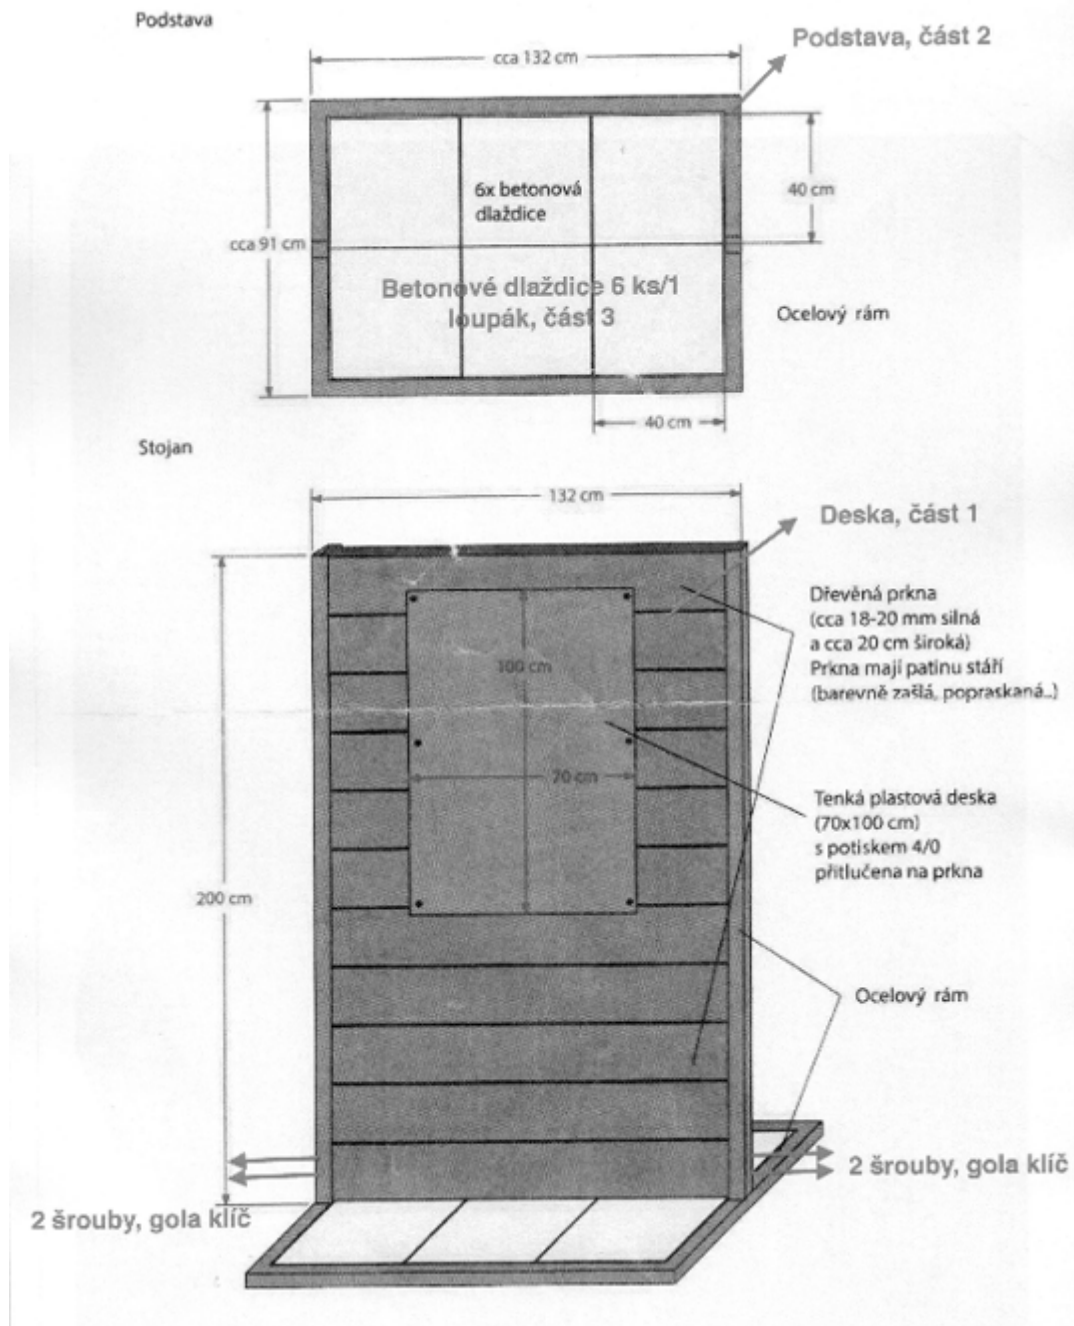 Podstava
Podstava, část 2
cca 132 cm
40 cm
6x betonová
dlaždice
cca 91 cm
Betonové dlaždice 6 ks/1
loupák, část 3
Ocelový rám
40 cm
Stojan
132 cm
Deska, část 1
Dřevěná prkna
(cca 18-20 mm silná
a cca 20 cm široká)
Prkna mají patinu stáří
(barevně zašlá, popraskaná..)
100 cm
70 cm
Tenká plastová deska
(70x100 cm)
s potiskem 4/0
přitlučena na prkna
200 cm
Ocelový rám
2 šrouby, gola klíč
2 šrouby, gola klíč